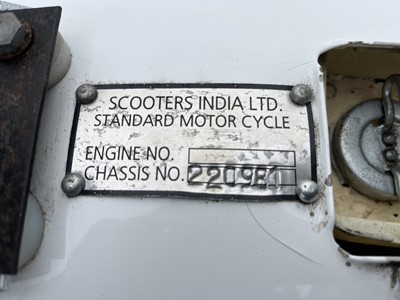 SCOOTERS INDIA LTD.
STANDARD MOTOR CYCLE
ENGINE NO.
CHASSIS NO. 220981